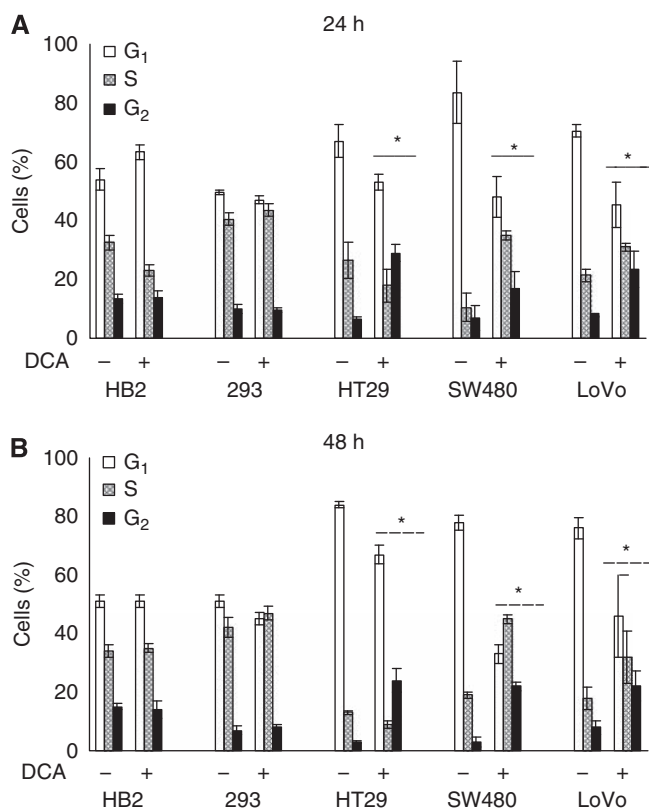 A
24 h
100
80
60
40
20
0
Cells (%)
G₁
S
G₂
*
*
*
DCA − + − + − + − + − +
HB2 293 HT29 SW480 LoVo
B
48 h
100
80
60
40
20
0
Cells (%)
G₁
S
G₂
*
*
*
DCA − + − + − + − + − +
HB2 293 HT29 SW480 LoVo